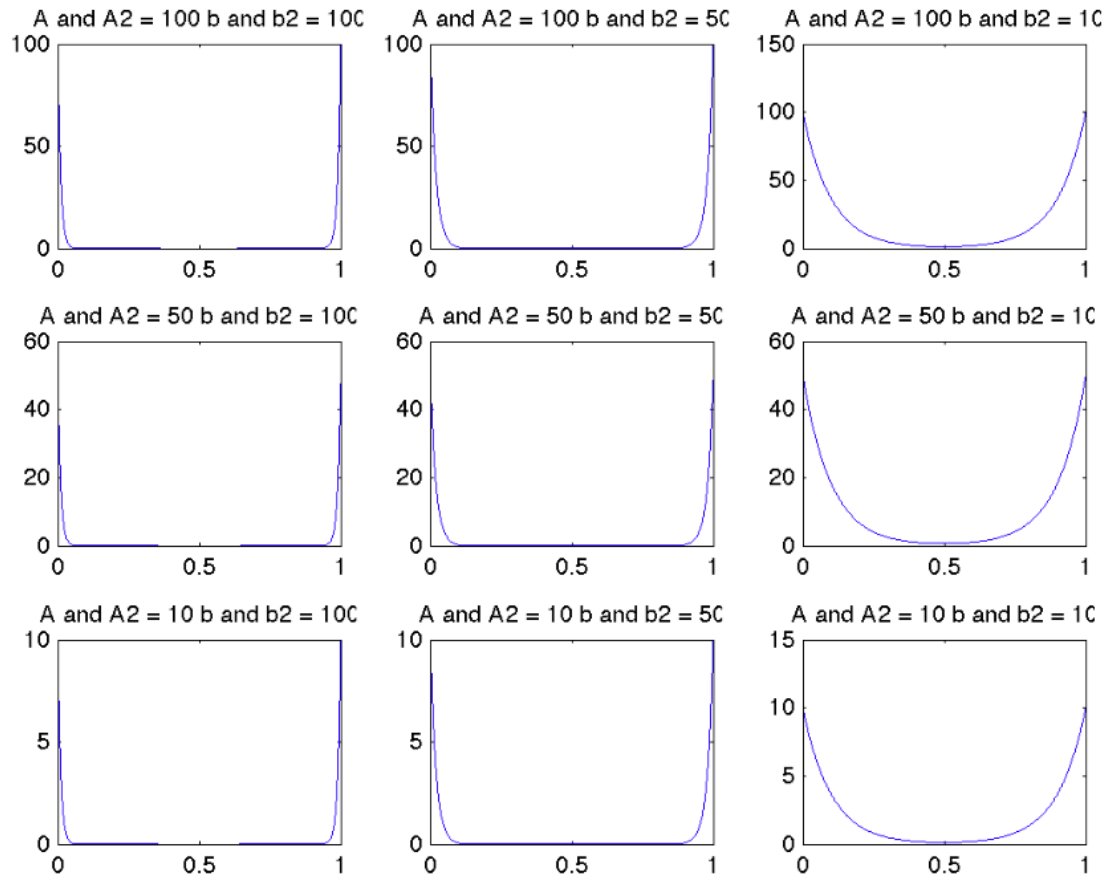 A and A2 = 100 b and b2 = 100
A and A2 = 100 b and b2 = 50
A and A2 = 100 b and b2 = 10
100
50
0
0 0.5 1
100
50
0
0 0.5 1
150
100
50
0
0 0.5 1
A and A2 = 50 b and b2 = 100
A and A2 = 50 b and b2 = 50
A and A2 = 50 b and b2 = 10
60
40
20
0
0 0.5 1
60
40
20
0
0 0.5 1
60
40
20
0
0 0.5 1
A and A2 = 10 b and b2 = 100
A and A2 = 10 b and b2 = 50
A and A2 = 10 b and b2 = 10
10
5
0
0 0.5 1
10
5
0
0 0.5 1
15
10
5
0
0 0.5 1